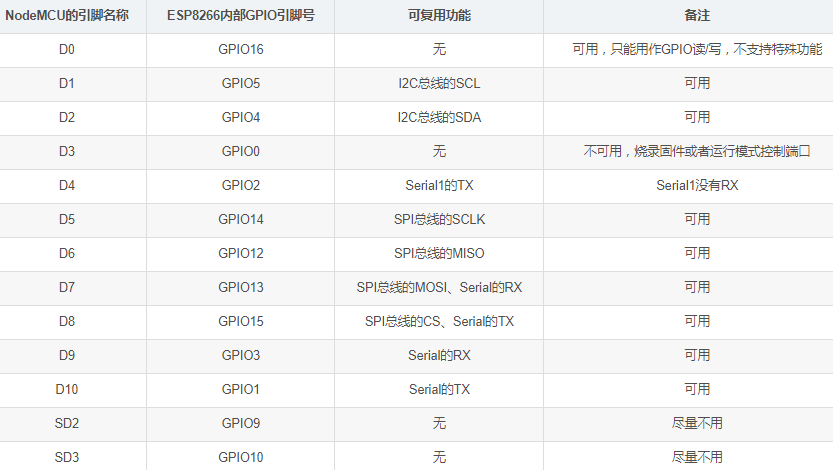 NodeMCU的引脚名称 ESP8266内部GPIO引脚号 可复用功能 备注
D0 GPIO16 无 可用，只能用作GPIO读/写，不支持特殊功能
D1 GPIO5 I2C总线的SCL 可用
D2 GPIO4 I2C总线的SDA 可用
D3 GPIO0 无 不可用，烧录固件或者运行模式控制端口
D4 GPIO2 Serial1的TX Serial1没有RX
D5 GPIO14 SPI总线的SCLK 可用
D6 GPIO12 SPI总线的MISO 可用
D7 GPIO13 SPI总线的MOSI、Serial的RX 可用
D8 GPIO15 SPI总线的CS、Serial的TX 可用
D9 GPIO3 Serial的RX 可用
D10 GPIO1 Serial的TX 可用
SD2 GPIO9 无 尽量不用
SD3 GPIO10 无 尽量不用